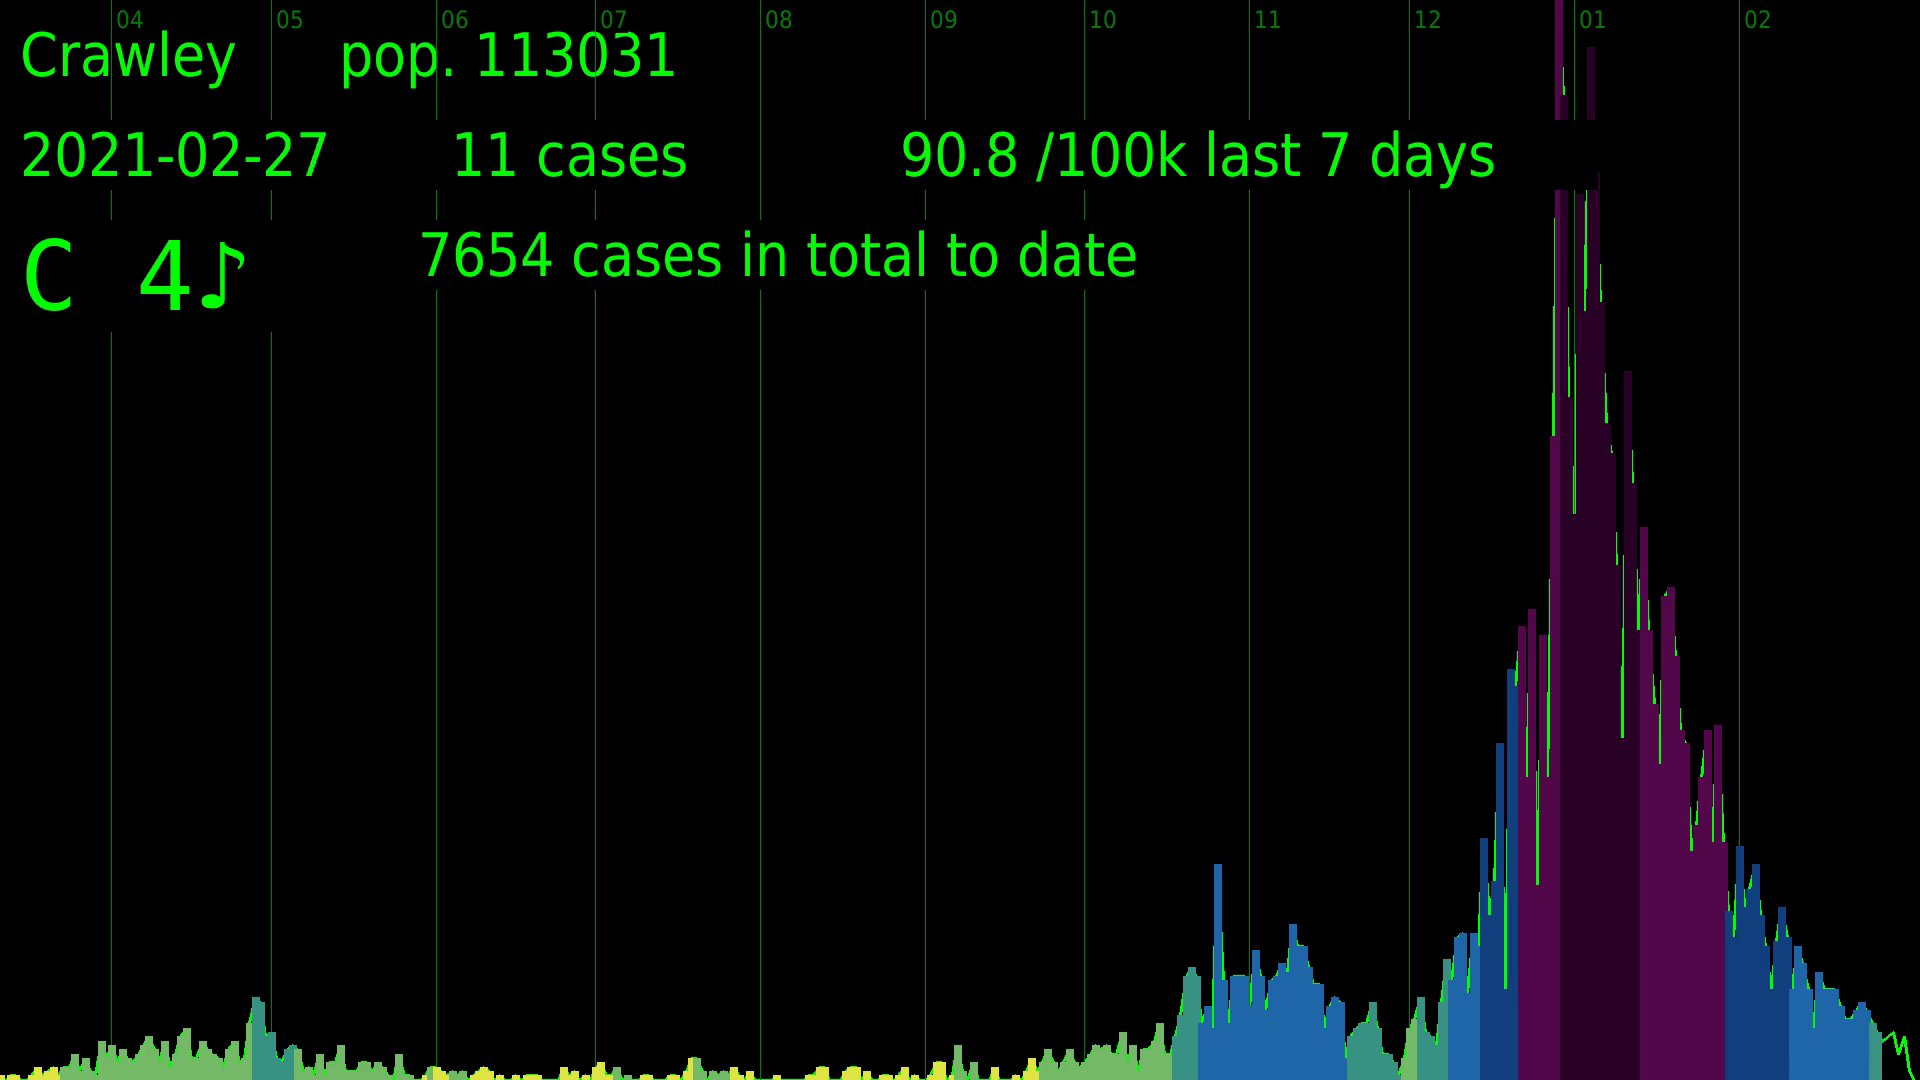 04 05 06 07 08 09 10 11 12 01 02
Crawley pop. 113031
2021-02-27 11 cases 90.8 /100k last 7 days
C 4♪ 7654 cases in total to date